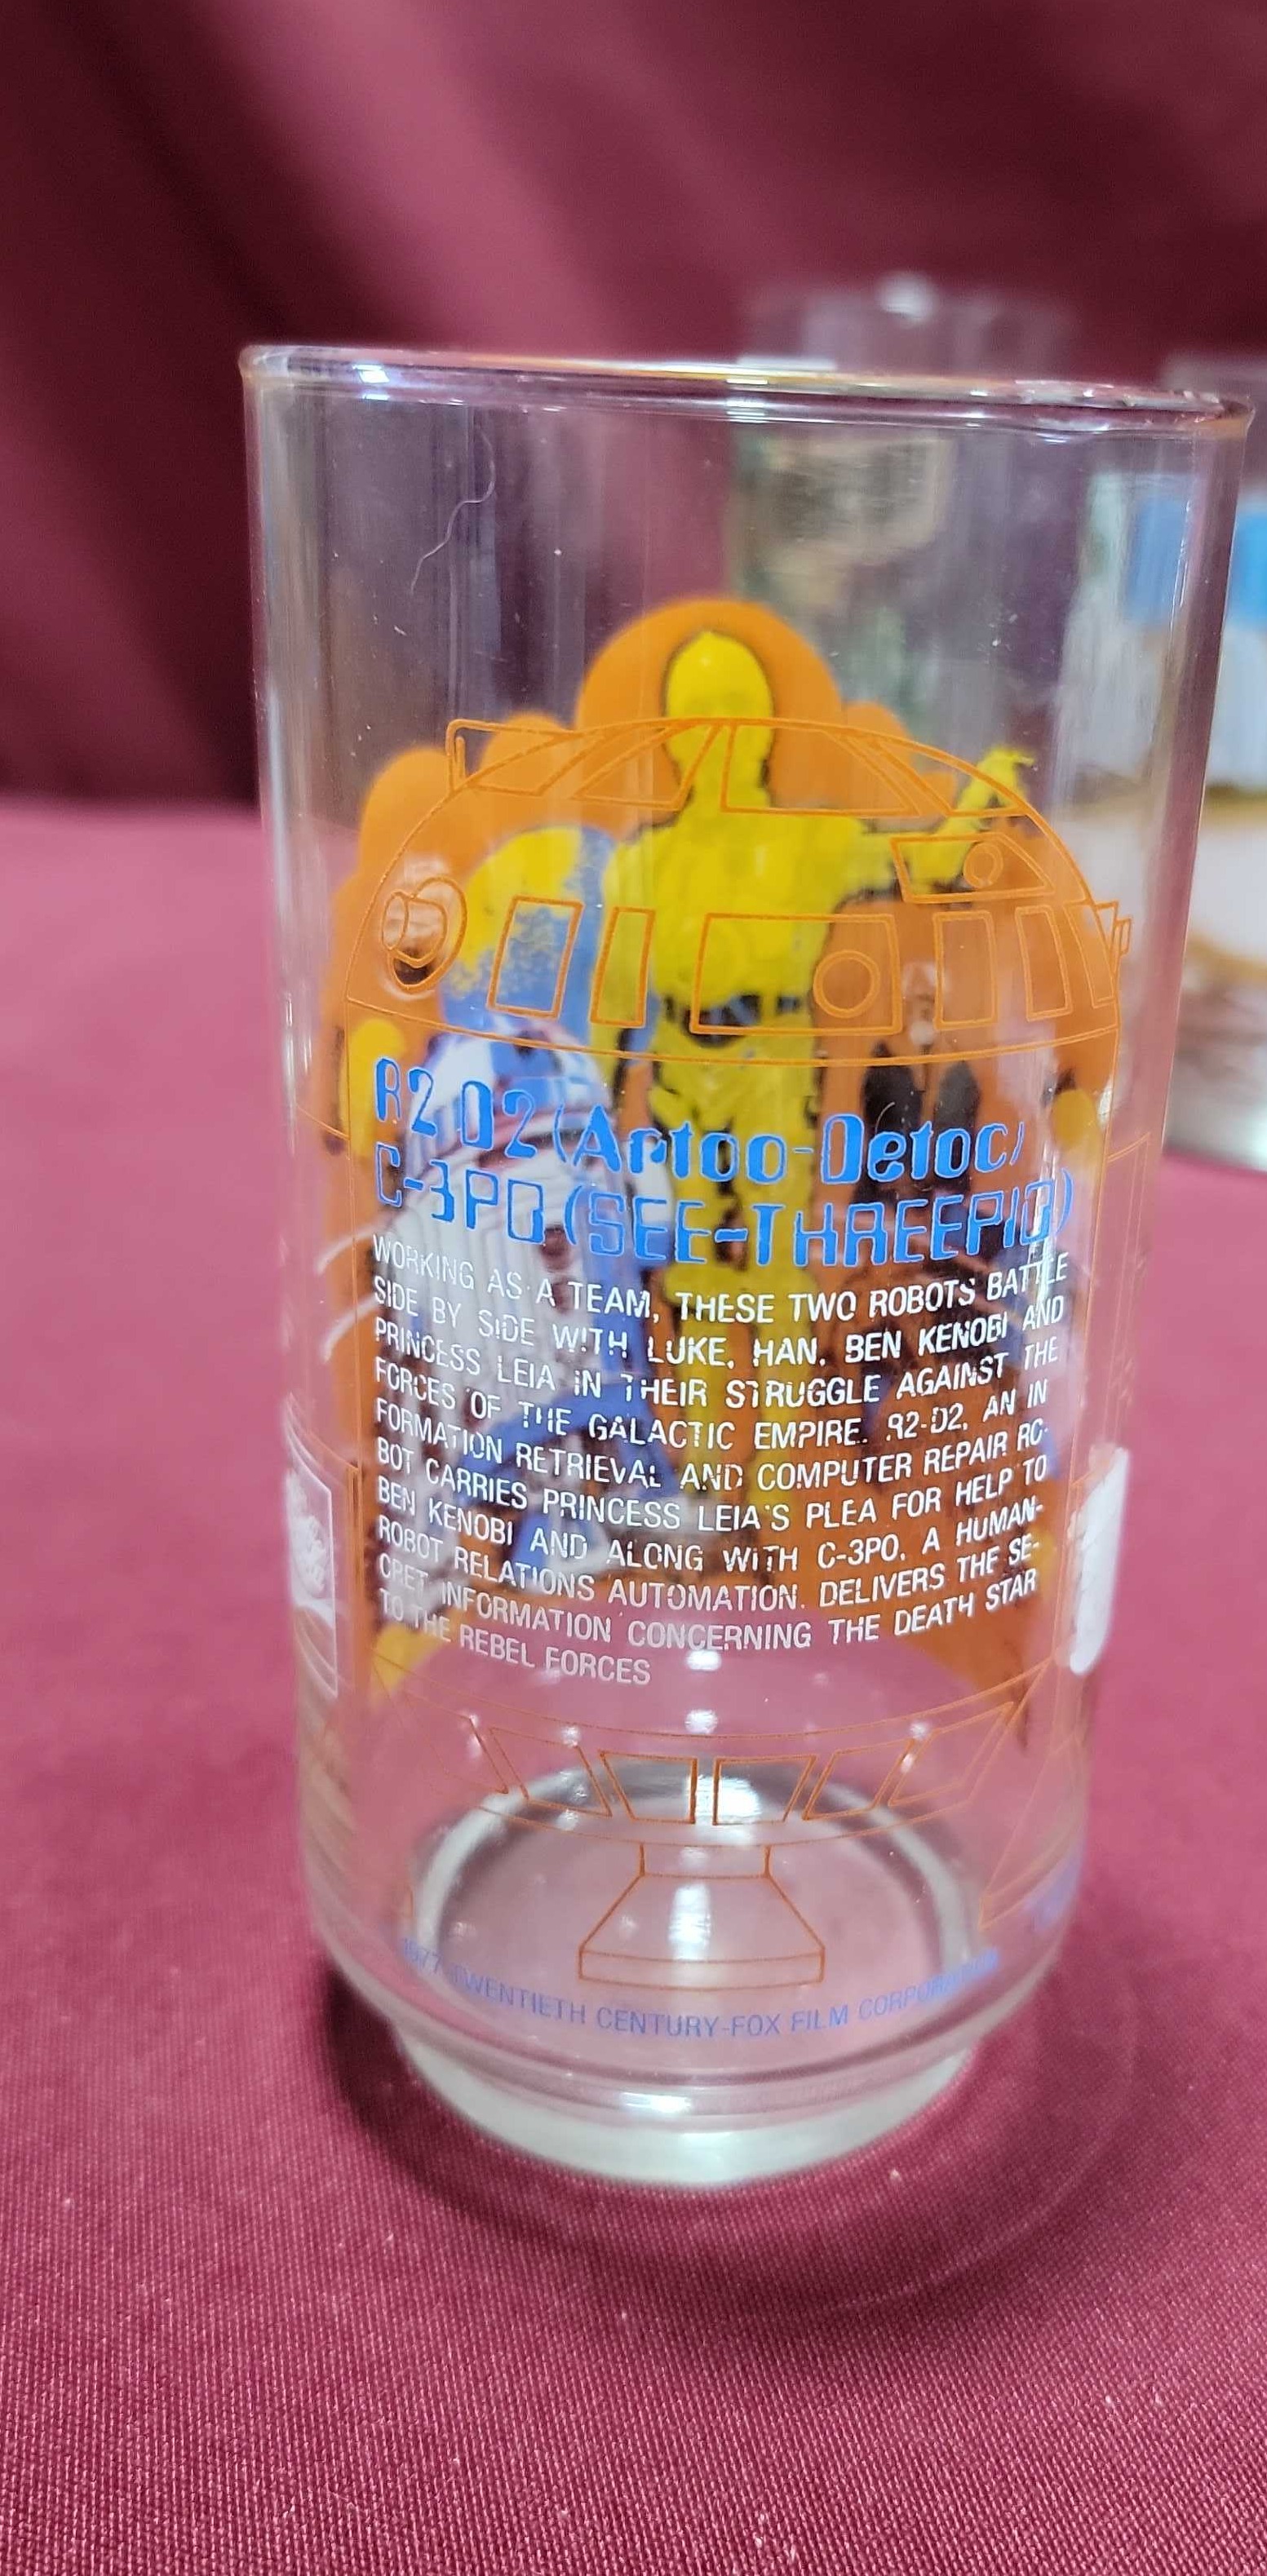 R2D2 (Artoo-Detoo)
C-3PO (SEE-THREEPIO)
WORKING AS A TEAM, THESE TWO ROBOTS BATTLE
SIDE BY SIDE WITH LUKE, HAN, BEN KENOBI AND
PRINCESS LEIA IN THEIR STRUGGLE AGAINST THE
FORCES OF THE GALACTIC EMPIRE. R2-D2, AN IN
FORMATION RETRIEVAL AND COMPUTER REPAIR RO-
BOT CARRIES PRINCESS LEIA'S PLEA FOR HELP TO
BEN KENOBI AND ALONG WITH C-3PO, A HUMAN-
ROBOT RELATIONS AUTOMATION, DELIVERS THE SE-
CRET INFORMATION CONCERNING THE DEATH STAR
TO THE REBEL FORCES
1977 TWENTIETH CENTURY-FOX FILM CORPORATION